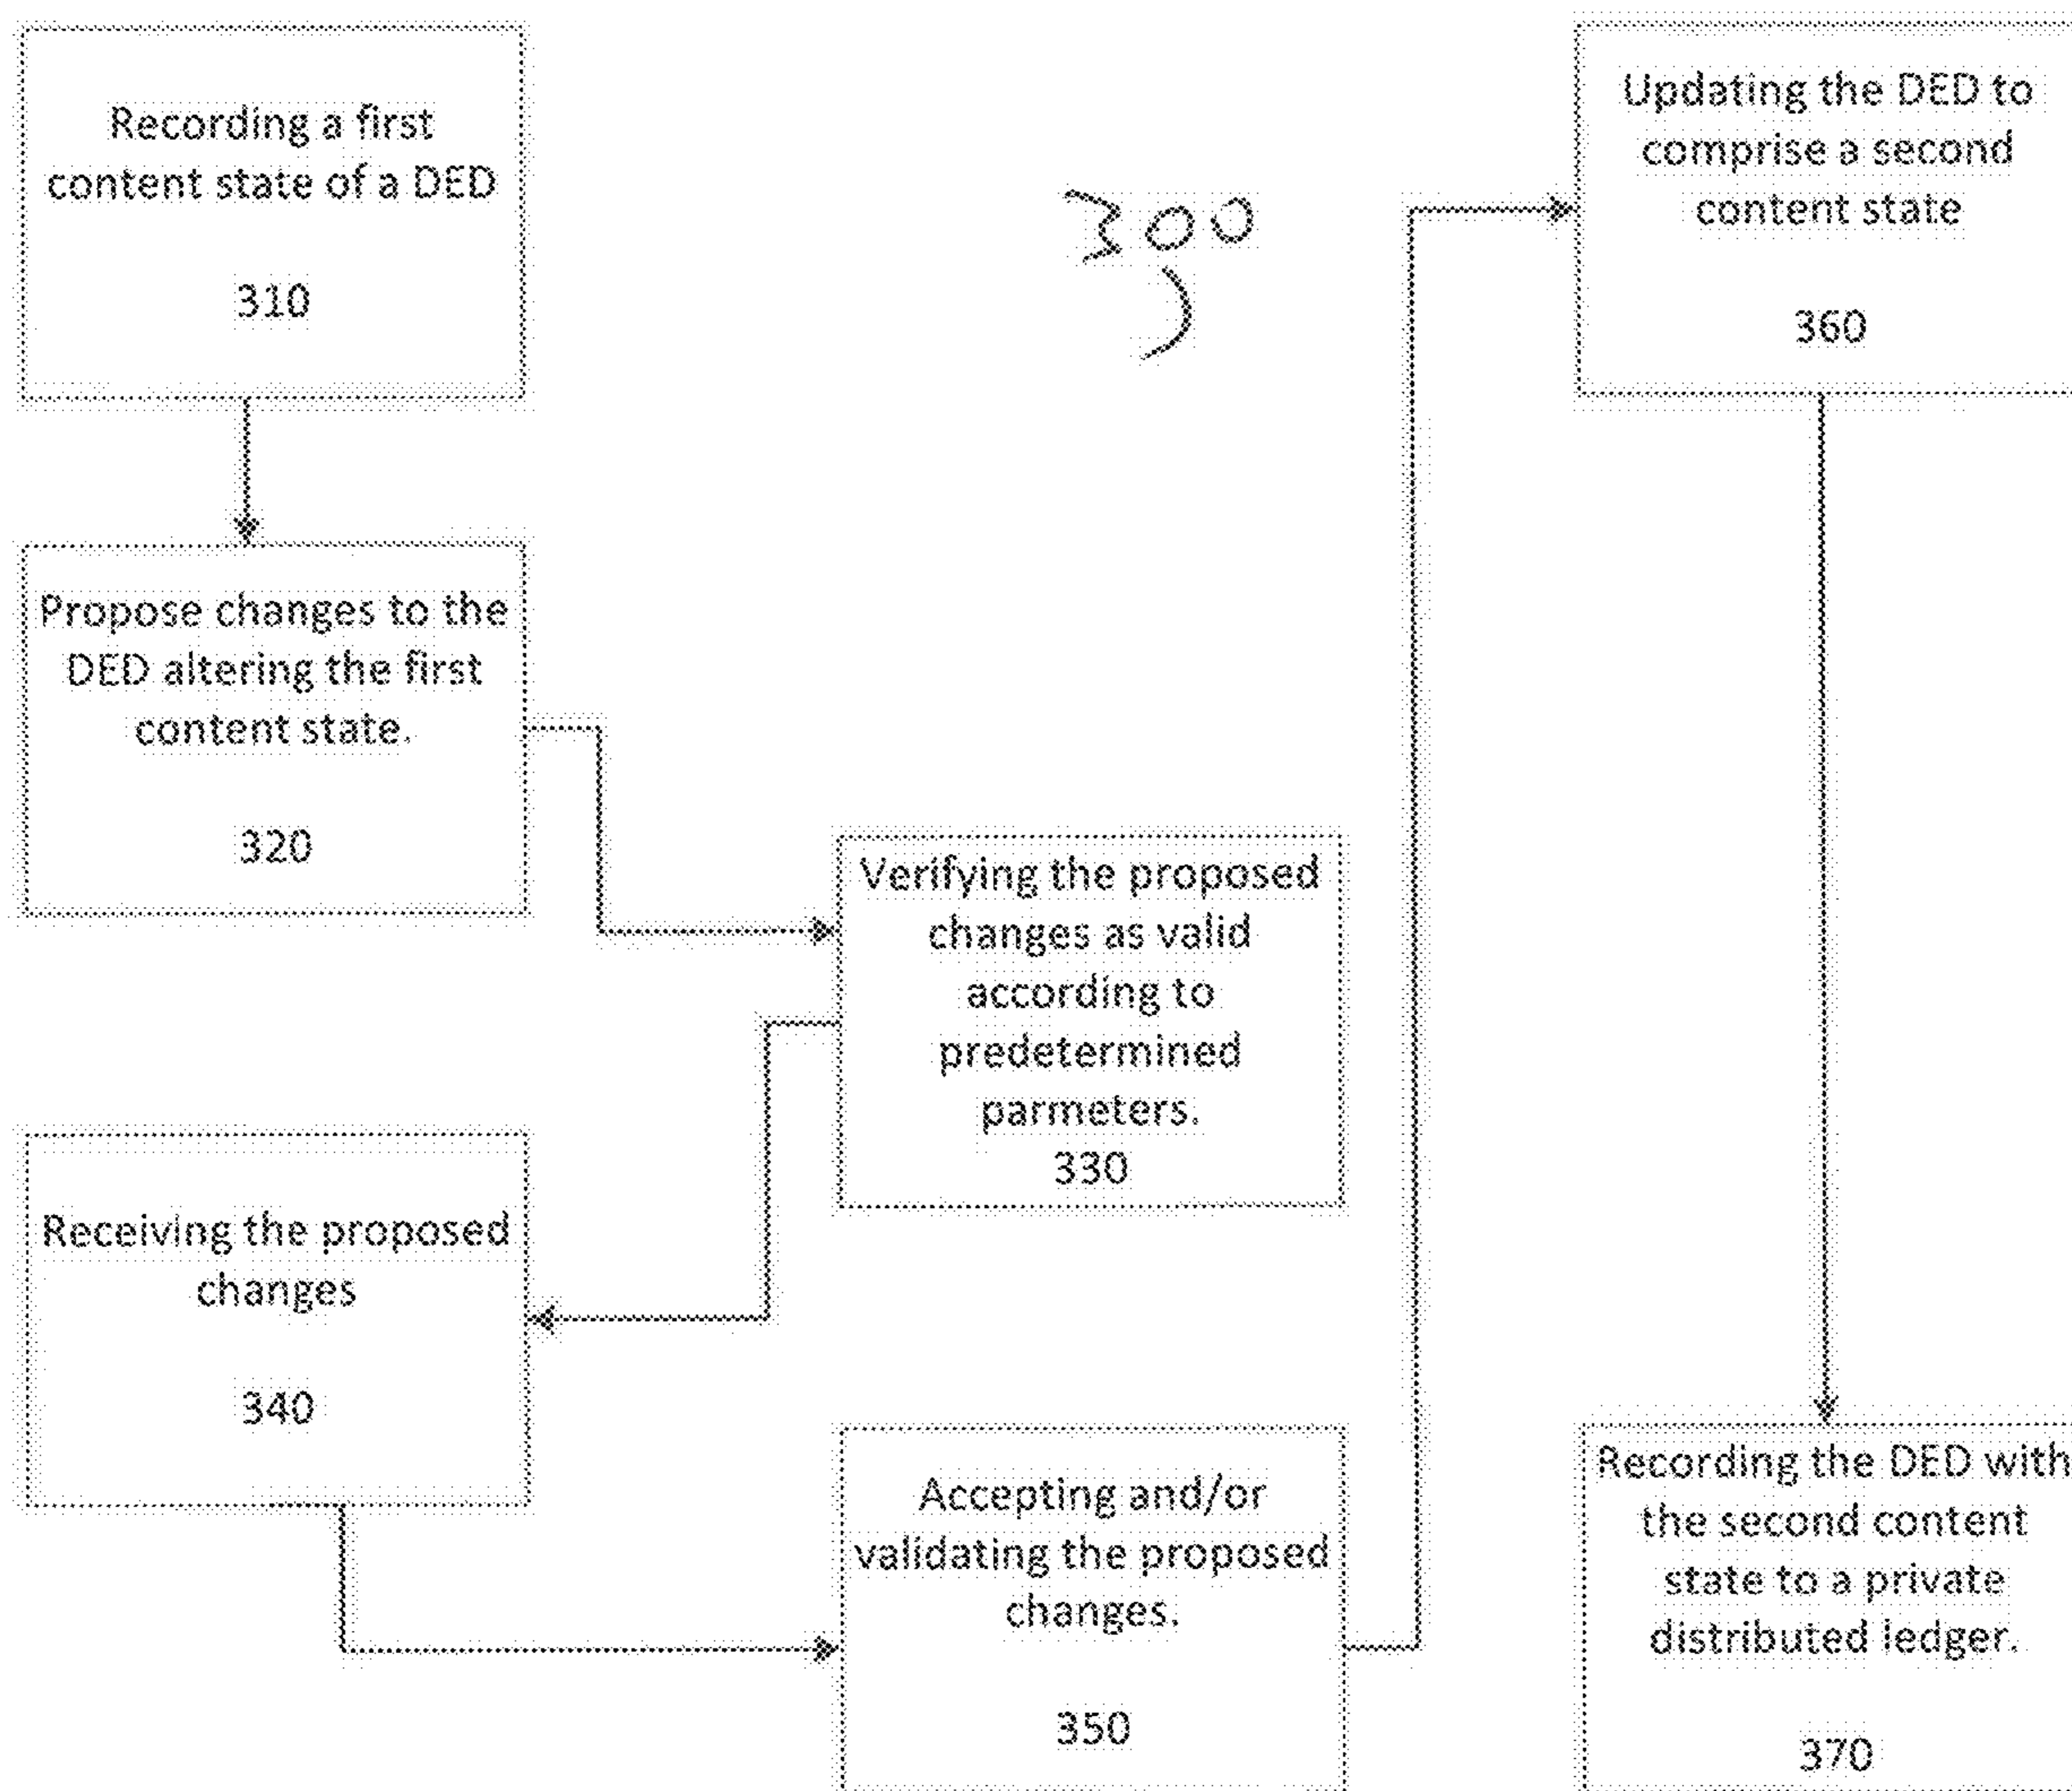 Recording a first
content state of a DED
310
300
Propose changes to the
DED altering the first
content state.
320
Verifying the proposed
changes as valid
according to
predetermined
parmeters.
330
Receiving the proposed
changes
340
Accepting and/or
validating the proposed
changes.
350
Updating the DED to
comprise a second
content state
360
Recording the DED with
the second content
state to a private
distributed ledger.
370